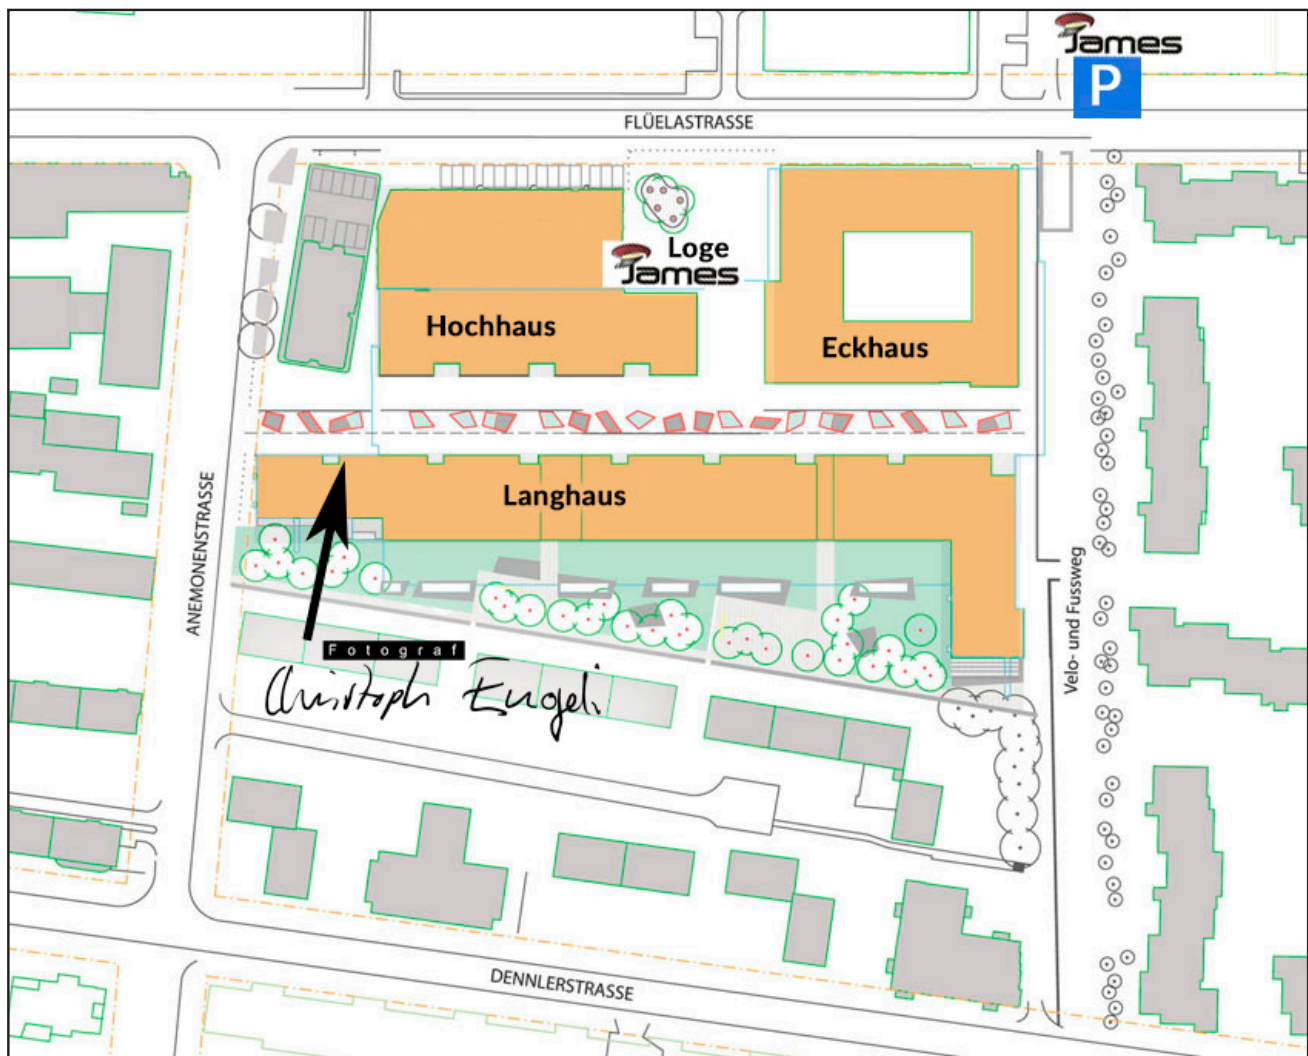 James
P
FLÜELASTRASSE
Loge
James
Hochhaus
Eckhaus
Langhaus
ANEMONENSTRASSE
Velo- und Fussweg
Fotograf
Christoph Engeli
DENNLERSTRASSE